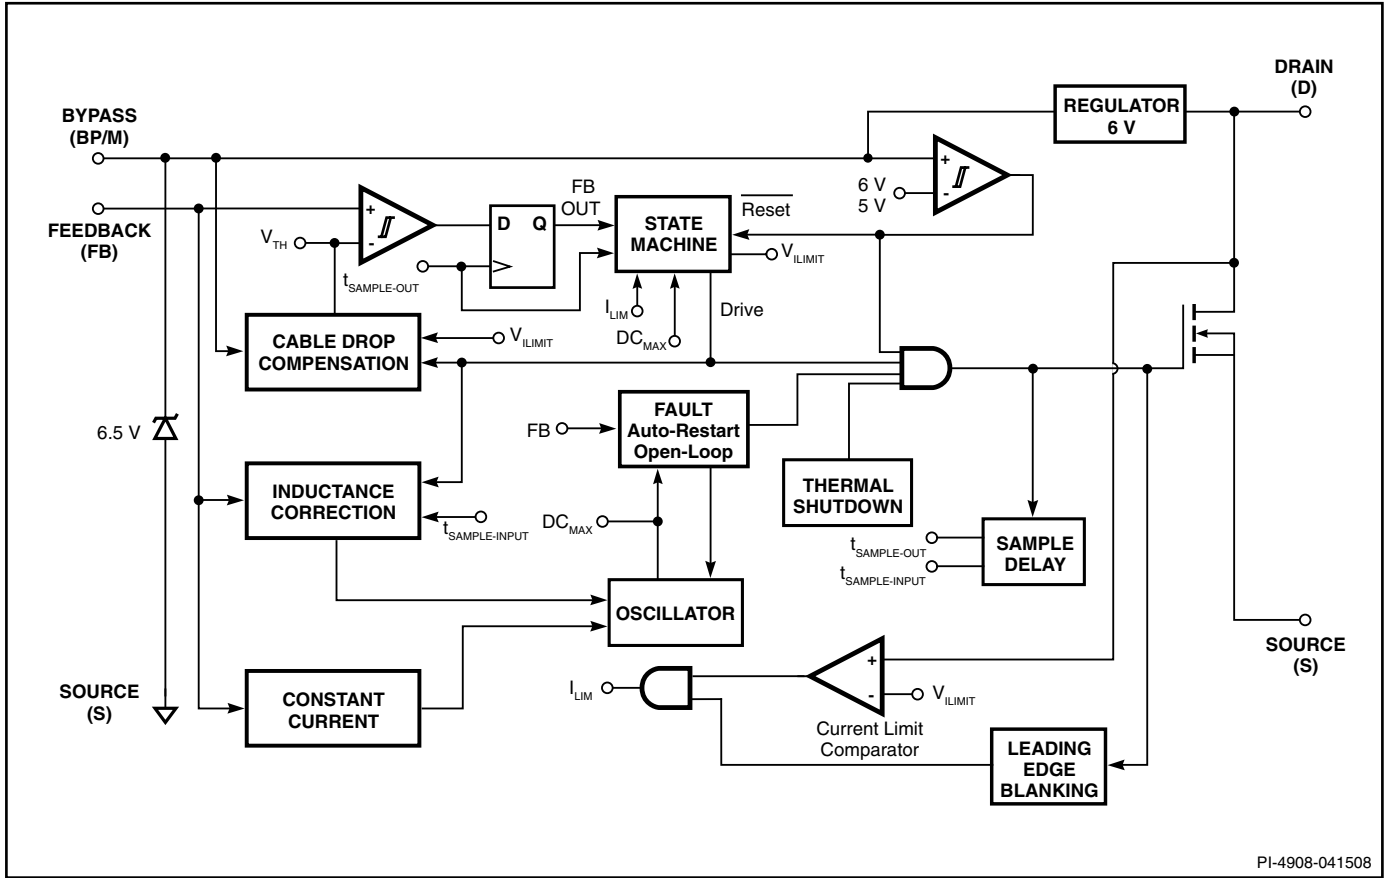 DRAIN
(D)
REGULATOR
6 V
BYPASS
(BP/M)
+
-
6 V
5 V
FEEDBACK
(FB)
+
-
V_TH
t_SAMPLE-OUT
D Q
FB
OUT
STATE
MACHINE
Reset
V_ILIMIT
I_LIM
DC_MAX
Drive
CABLE DROP
COMPENSATION
V_ILIMIT
6.5 V
FAULT
Auto-Restart
Open-Loop
FB
THERMAL
SHUTDOWN
INDUCTANCE
CORRECTION
t_SAMPLE-INPUT
DC_MAX
t_SAMPLE-OUT
t_SAMPLE-INPUT
SAMPLE
DELAY
OSCILLATOR
SOURCE
(S)
SOURCE
(S)
CONSTANT
CURRENT
I_LIM
+
-
V_ILIMIT
Current Limit
Comparator
LEADING
EDGE
BLANKING
PI-4908-041508